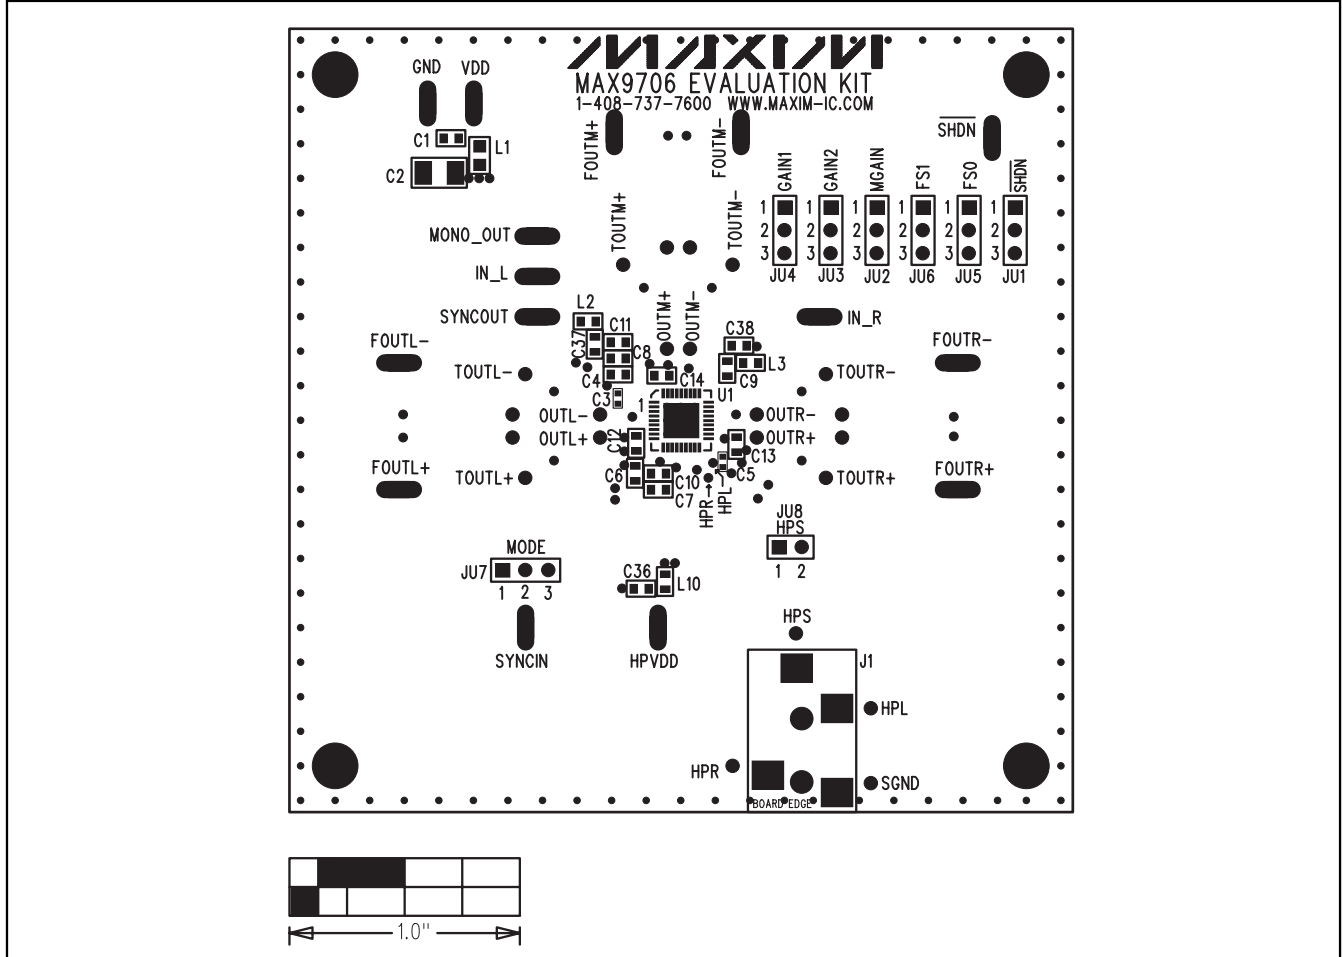 MAXIM
MAX9706 EVALUATION KIT
1-408-737-7600 WWW.MAXIM-IC.COM
GND VDD
C1
L1
C2
FOUTM+
FOUTM-
SHDN
GAIN1
GAIN2
MGAIN
FS1
FS0
SHDN
1 1 1 1 1 1
2 2 2 2 2 2
3 3 3 3 3 3
JU4 JU3 JU2 JU6 JU5 JU1
TOUTM+
TOUTM-
MONO_OUT
IN_L
SYNCOUT
IN_R
L2
OUTM+
OUTM-
C11
C37
C8
C4
C3
C14
C38
L3
C9
U1
1
FOUTL-
TOUTL-
OUTL-
OUTL+
FOUTL+
TOUTL+
FOUTR-
TOUTR-
OUTR-
OUTR+
FOUTR+
TOUTR+
C12
C6
C10
C7
C13
C5
HPR
HPL
JU8
HPS
1 2
MODE
JU7
1 2 3
SYNCIN
C36
L10
HPVDD
HPS
J1
HPL
HPR
SGND
BOARD EDGE
1.0"